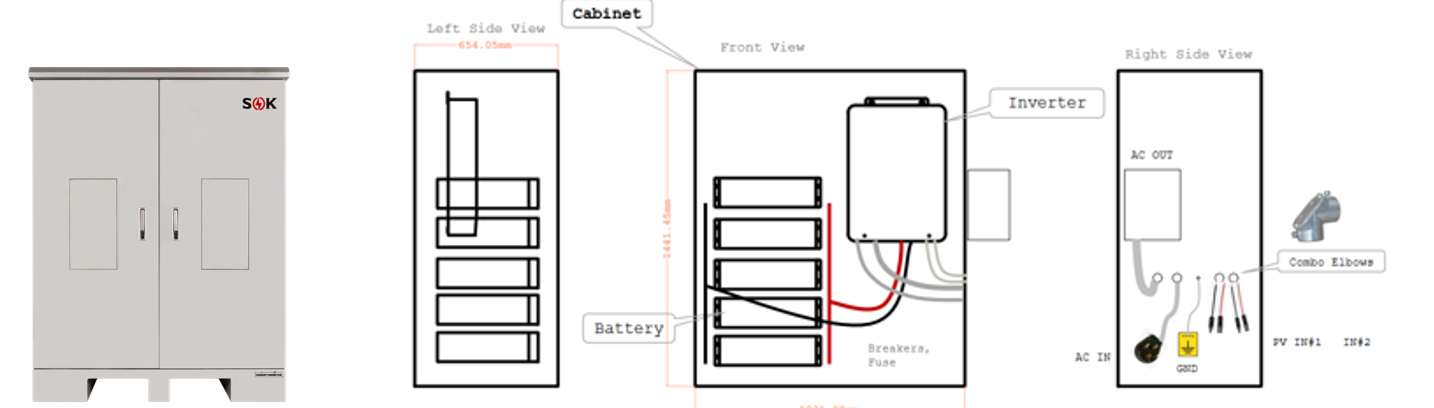 SOK
Left Side View
654.05mm
Cabinet
Front View
1441.45mm
Inverter
Battery
Breakers,
Fuse
Right Side View
AC OUT
Combo Elbows
AC IN
GND
PV IN#1 IN#2